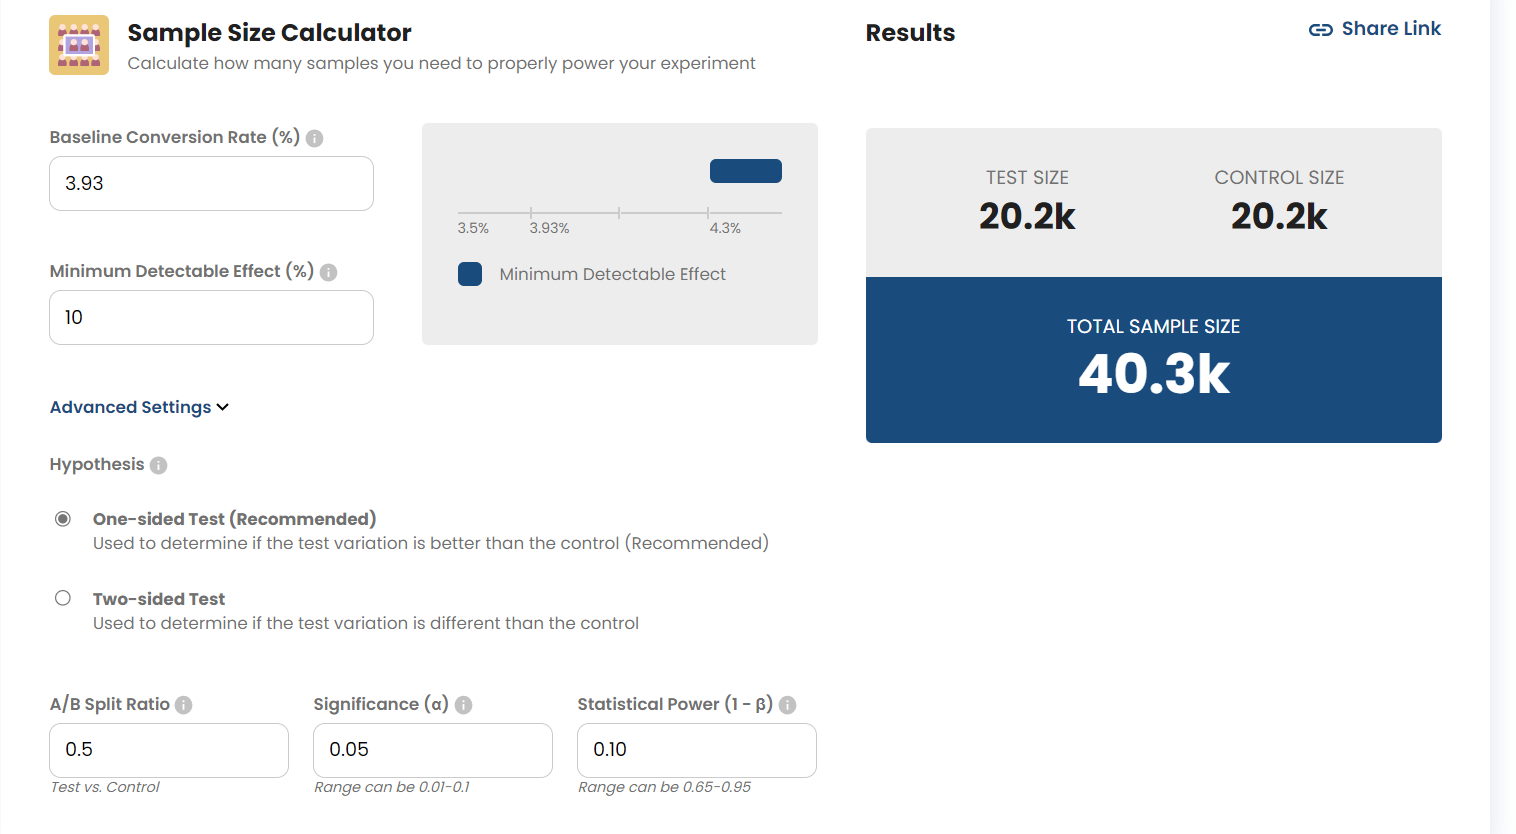 Sample Size Calculator
Calculate how many samples you need to properly power your experiment
Baseline Conversion Rate (%)
3.93
Minimum Detectable Effect (%)
10
3.5% 3.93% 4.3%
Minimum Detectable Effect
Advanced Settings
Hypothesis
One-sided Test (Recommended)
Used to determine if the test variation is better than the control (Recommended)
Two-sided Test
Used to determine if the test variation is different than the control
A/B Split Ratio
0.5
Test vs. Control
Significance (α)
0.05
Range can be 0.01-0.1
Statistical Power (1 - β)
0.10
Range can be 0.65-0.95
Results
Share Link
TEST SIZE
20.2k
CONTROL SIZE
20.2k
TOTAL SAMPLE SIZE
40.3k